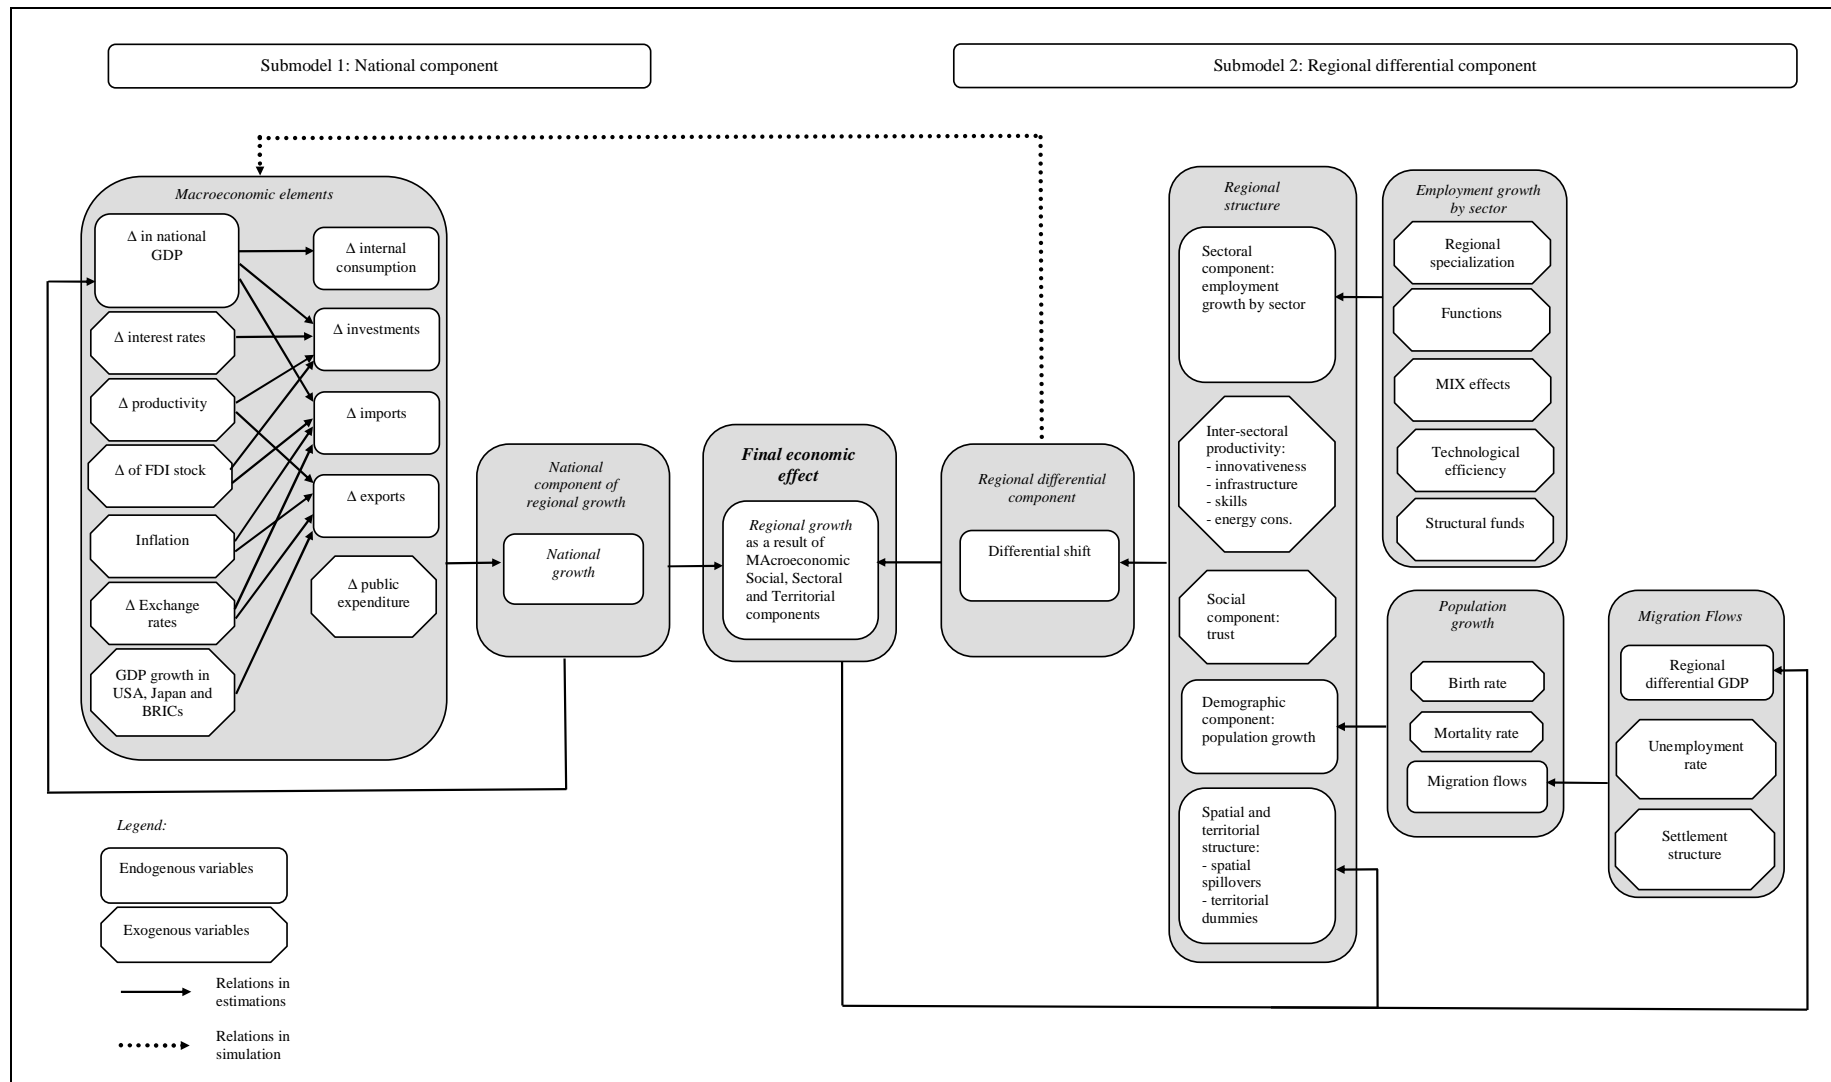 Submodel 1: National component
Submodel 2: Regional differential component
Macroeconomic elements
Δ in national
GDP
Δ interest rates
Δ productivity
Δ of FDI stock
Inflation
Δ Exchange
rates
GDP growth in
USA, Japan and
BRICs
Δ internal
consumption
Δ investments
Δ imports
Δ exports
Δ public
expenditure
National
component of
regional growth
National
growth
Final economic
effect
Regional growth
as a result of
MAcroeconomic
Social, Sectoral
and Territorial
components
Regional differential
component
Differential shift
Regional
structure
Sectoral
component:
employment
growth by sector
Inter-sectoral
productivity:
- innovativeness
- infrastructure
- skills
- energy cons.
Social
component:
trust
Demographic
component:
population growth
Spatial and
territorial
structure:
- spatial
spillovers
- territorial
dummies
Employment growth
by sector
Regional
specialization
Functions
MIX effects
Technological
efficiency
Structural funds
Population
growth
Birth rate
Mortality rate
Migration flows
Migration Flows
Regional
differential GDP
Unemployment
rate
Settlement
structure
Legend:
Endogenous variables
Exogenous variables
Relations in
estimations
Relations in
simulation